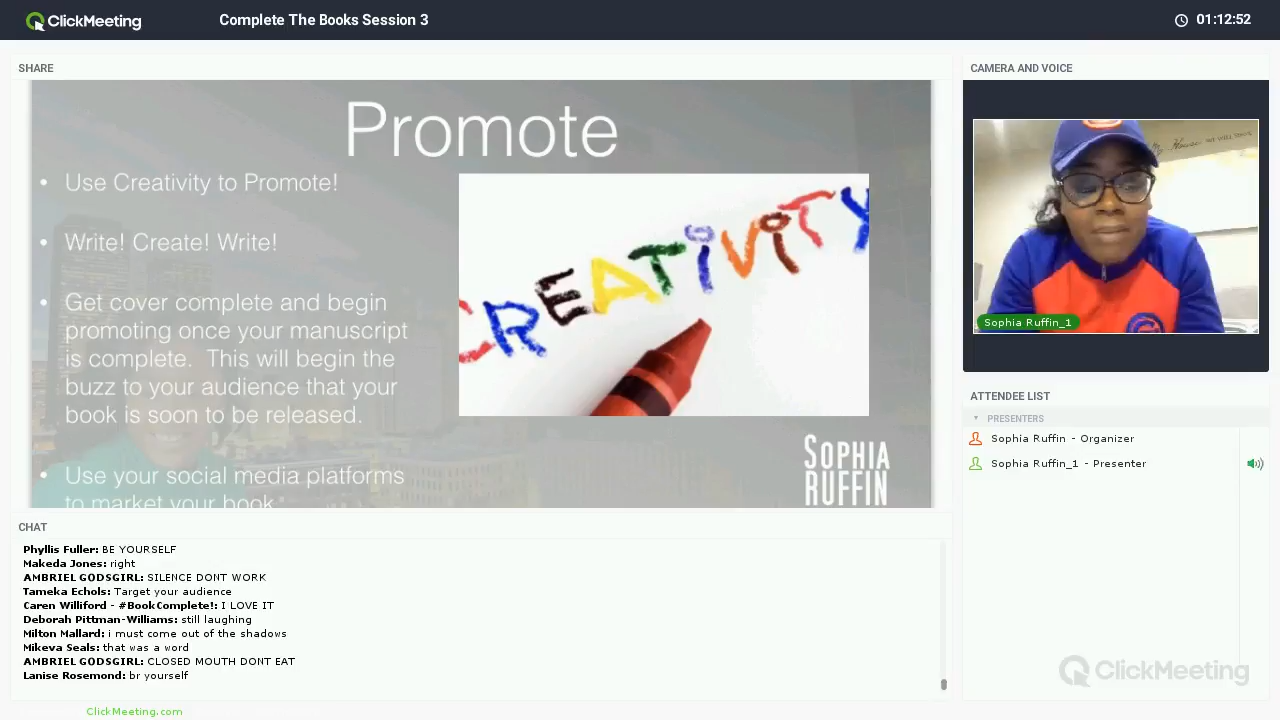 ClickMeeting
Complete The Books Session 3
01:12:52
SHARE
Promote
• Use Creativity to Promote!
• Write! Create! Write!
• Get cover complete and begin
promoting once your manuscript
is complete. This will begin the
buzz to your audience that your
book is soon to be released.
• Use your social media platforms
to market your book
CREATIVITY
SOPHIA
RUFFIN
CAMERA AND VOICE
Sophia Ruffin_1
ATTENDEE LIST
PRESENTERS
Sophia Ruffin - Organizer
Sophia Ruffin_1 - Presenter
CHAT
Phyllis Fuller: BE YOURSELF
Makeda Jones: right
AMBRIEL GODSGIRL: SILENCE DONT WORK
Tameka Echols: Target your audience
Caren Williford - #BookComplete!: I LOVE IT
Deborah Pittman-Williams: still laughing
Milton Mallard: i must come out of the shadows
Mikeva Seals: that was a word
AMBRIEL GODSGIRL: CLOSED MOUTH DONT EAT
Lanise Rosemond: br yourself
ClickMeeting
ClickMeeting.com